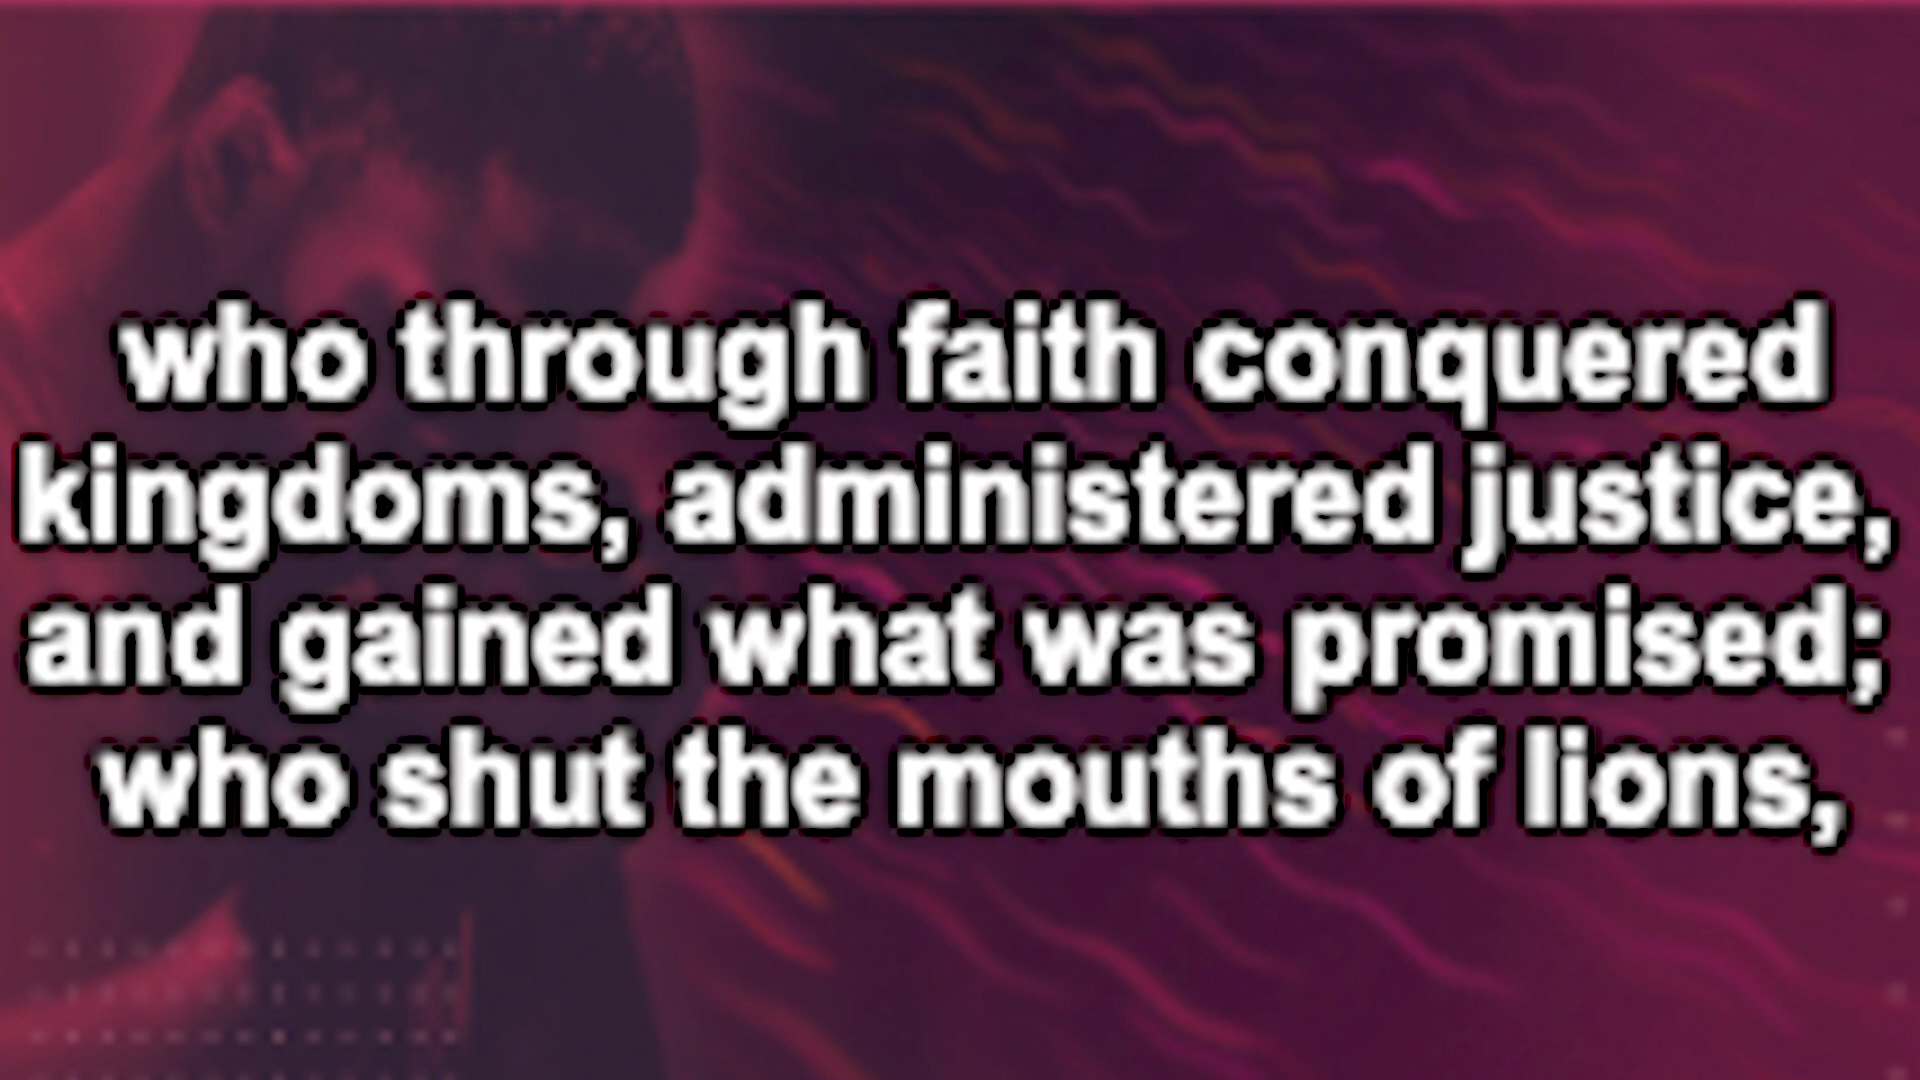 who through faith conquered
kingdoms, administered justice,
and gained what was promised;
who shut the mouths of lions,